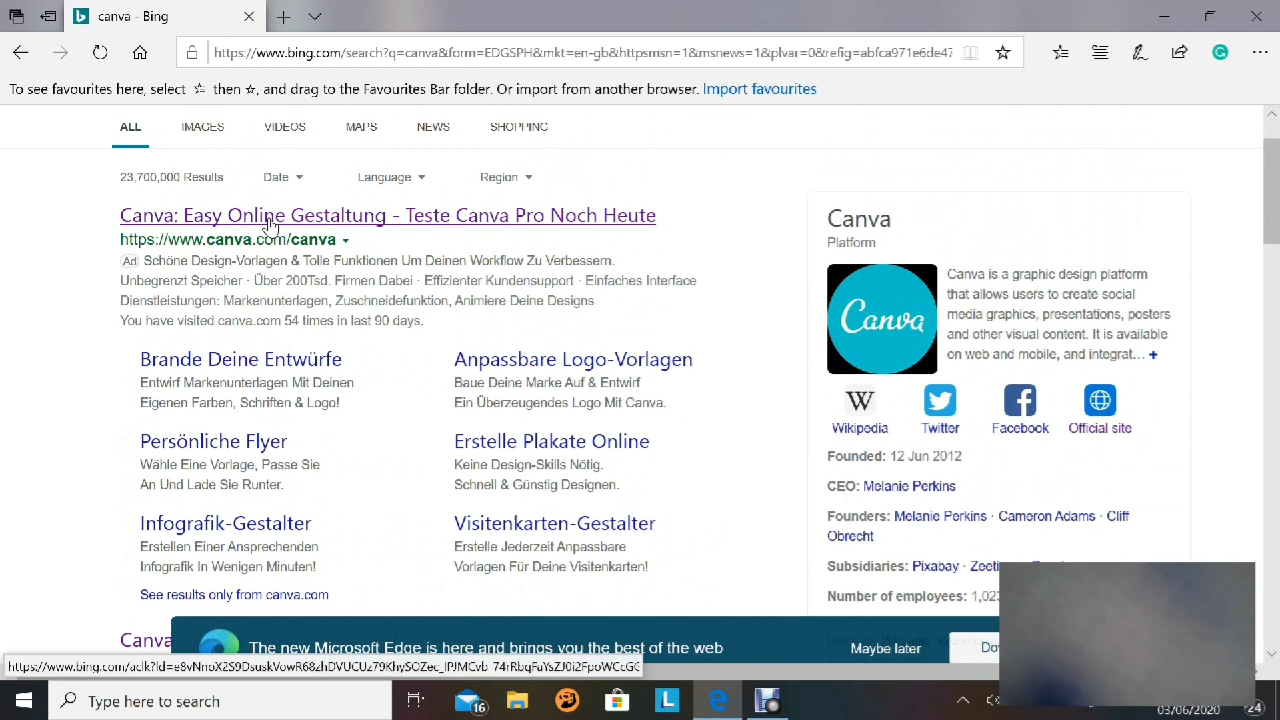 canva - Bing
https://www.bing.com/search?q=canva&form=EDGSPH&mkt=en-gb&httpsmsn=1&msnews=1&plvar=0&refig=abfca971e6de47
To see favourites here, select then ☆, and drag to the Favourites Bar folder. Or import from another browser. Import favourites
ALL IMAGES VIDEOS MAPS NEWS SHOPPING
23,700,000 Results Date Language Region
Canva: Easy Online Gestaltung - Teste Canva Pro Noch Heute
https://www.canva.com/canva
Ad Schöne Design-Vorlagen & Tolle Funktionen Um Deinen Workflow Zu Verbessern.
Unbegrenzt Speicher · Über 200Tsd. Firmen Dabei · Effizienter Kundensupport · Einfaches Interface
Dienstleistungen: Markenunterlagen, Zuschneidefunktion, Animiere Deine Designs
You have visited canva.com 54 times in last 90 days.
Brande Deine Entwürfe
Entwirf Markenunterlagen Mit Deinen
Eigenen Farben, Schriften & Logo!
Anpassbare Logo-Vorlagen
Baue Deine Marke Auf & Entwirf
Ein Überzeugendes Logo Mit Canva.
Persönliche Flyer
Wähle Eine Vorlage, Passe Sie
An Und Lade Sie Runter.
Erstelle Plakate Online
Keine Design-Skills Nötig.
Schnell & Günstig Designen.
Infografik-Gestalter
Erstellen Einer Ansprechenden
Infografik In Wenigen Minuten!
Visitenkarten-Gestalter
Erstelle Jederzeit Anpassbare
Vorlagen Für Deine Visitenkarten!
See results only from canva.com
Canva
Canva
Platform
Canva
Canva is a graphic design platform
that allows users to create social
media graphics, presentations, posters
and other visual content. It is available
on web and mobile, and integrat... +
W
Wikipedia Twitter Facebook Official site
Founded: 12 Jun 2012
CEO: Melanie Perkins
Founders: Melanie Perkins · Cameron Adams · Cliff
Obrecht
Subsidiaries: Pixabay ·
Number of employees: 1,023
The new Microsoft Edge is here and brings you the best of the web
Maybe later
Type here to search
16
L
03/06/2020
24